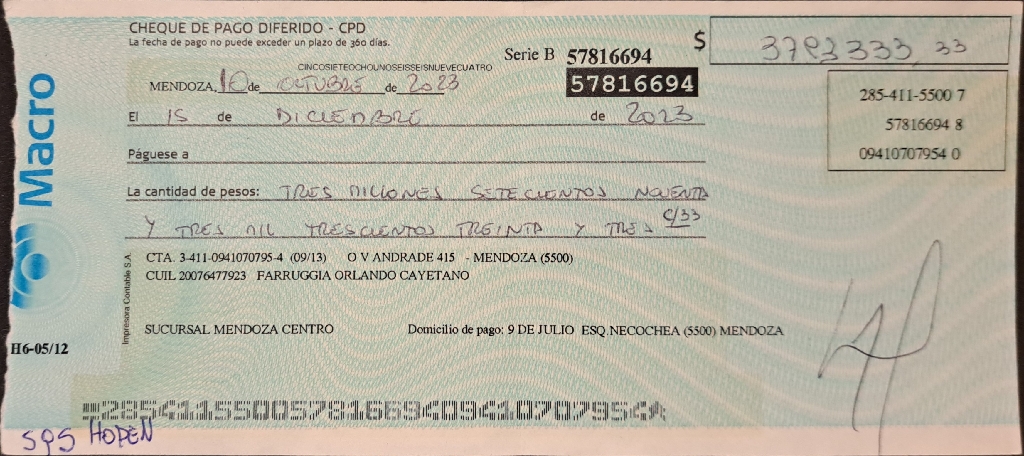 CHEQUE DE PAGO DIFERIDO - CPD
La fecha de pago no puede exceder un plazo de 360 días.
Serie B 57816694
$ 3793333,33
CINCOSIETEOCHOUNOSEISSEISNUEVECUATRO
57816694
MENDOZA, 10 de OCTUBRE de 2023
285-411-5500 7
El 15 de DICIEMBRE de 2023
57816694 8
Páguese a
09410707954 0
La cantidad de pesos: TRES MILLONES SETECIENTOS NOVENTA
Y TRES MIL TRESCIENTOS TREINTA Y TRES C/33
CTA. 3-411-0941070795-4 (09/13) O V ANDRADE 415 - MENDOZA (5500)
CUIL 20076477923 FARRUGGIA ORLANDO CAYETANO
SUCURSAL MENDOZA CENTRO Domicilio de pago: 9 DE JULIO ESQ.NECOCHEA (5500) MENDOZA
Macro
Impresora Contable S.A.
H6-05/12
285<411550057816694<09410707954
SQS HOPEN